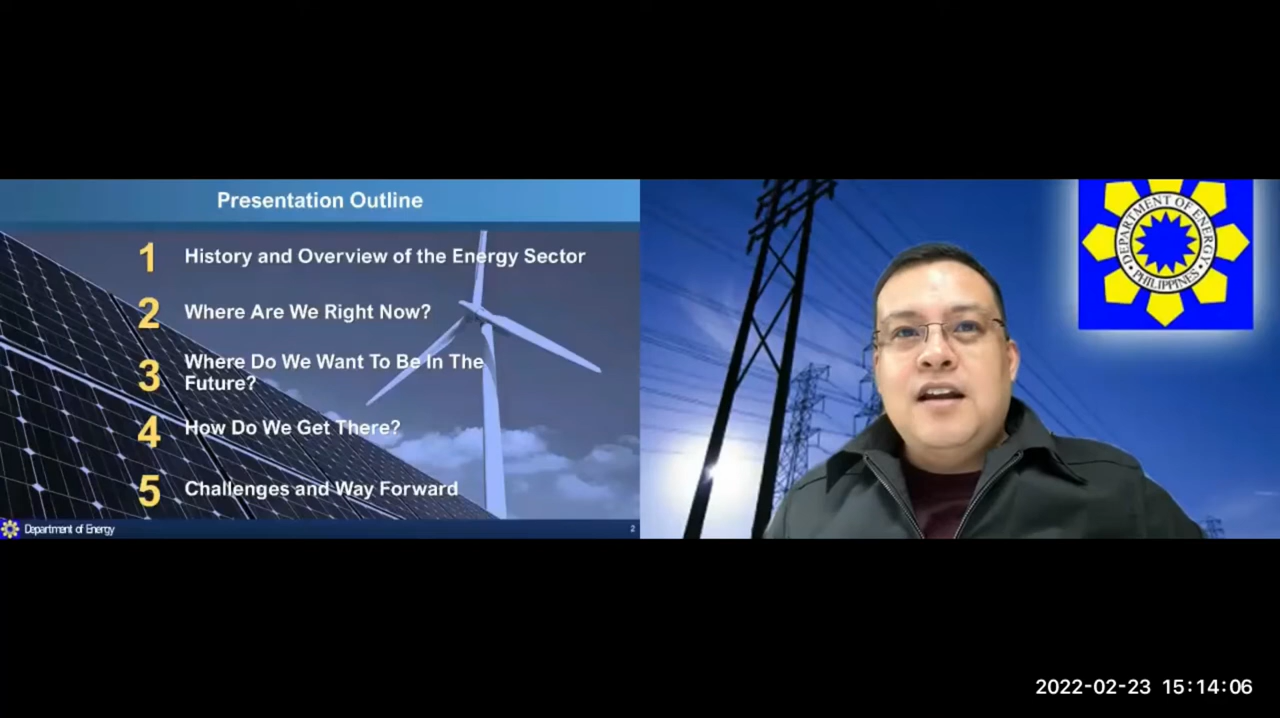 Presentation Outline
1 History and Overview of the Energy Sector
2 Where Are We Right Now?
3 Where Do We Want To Be In The
Future?
4 How Do We Get There?
5 Challenges and Way Forward
Department of Energy
2
DEPARTMENT OF ENERGY
PHILIPPINES
2022-02-23 15:14:06